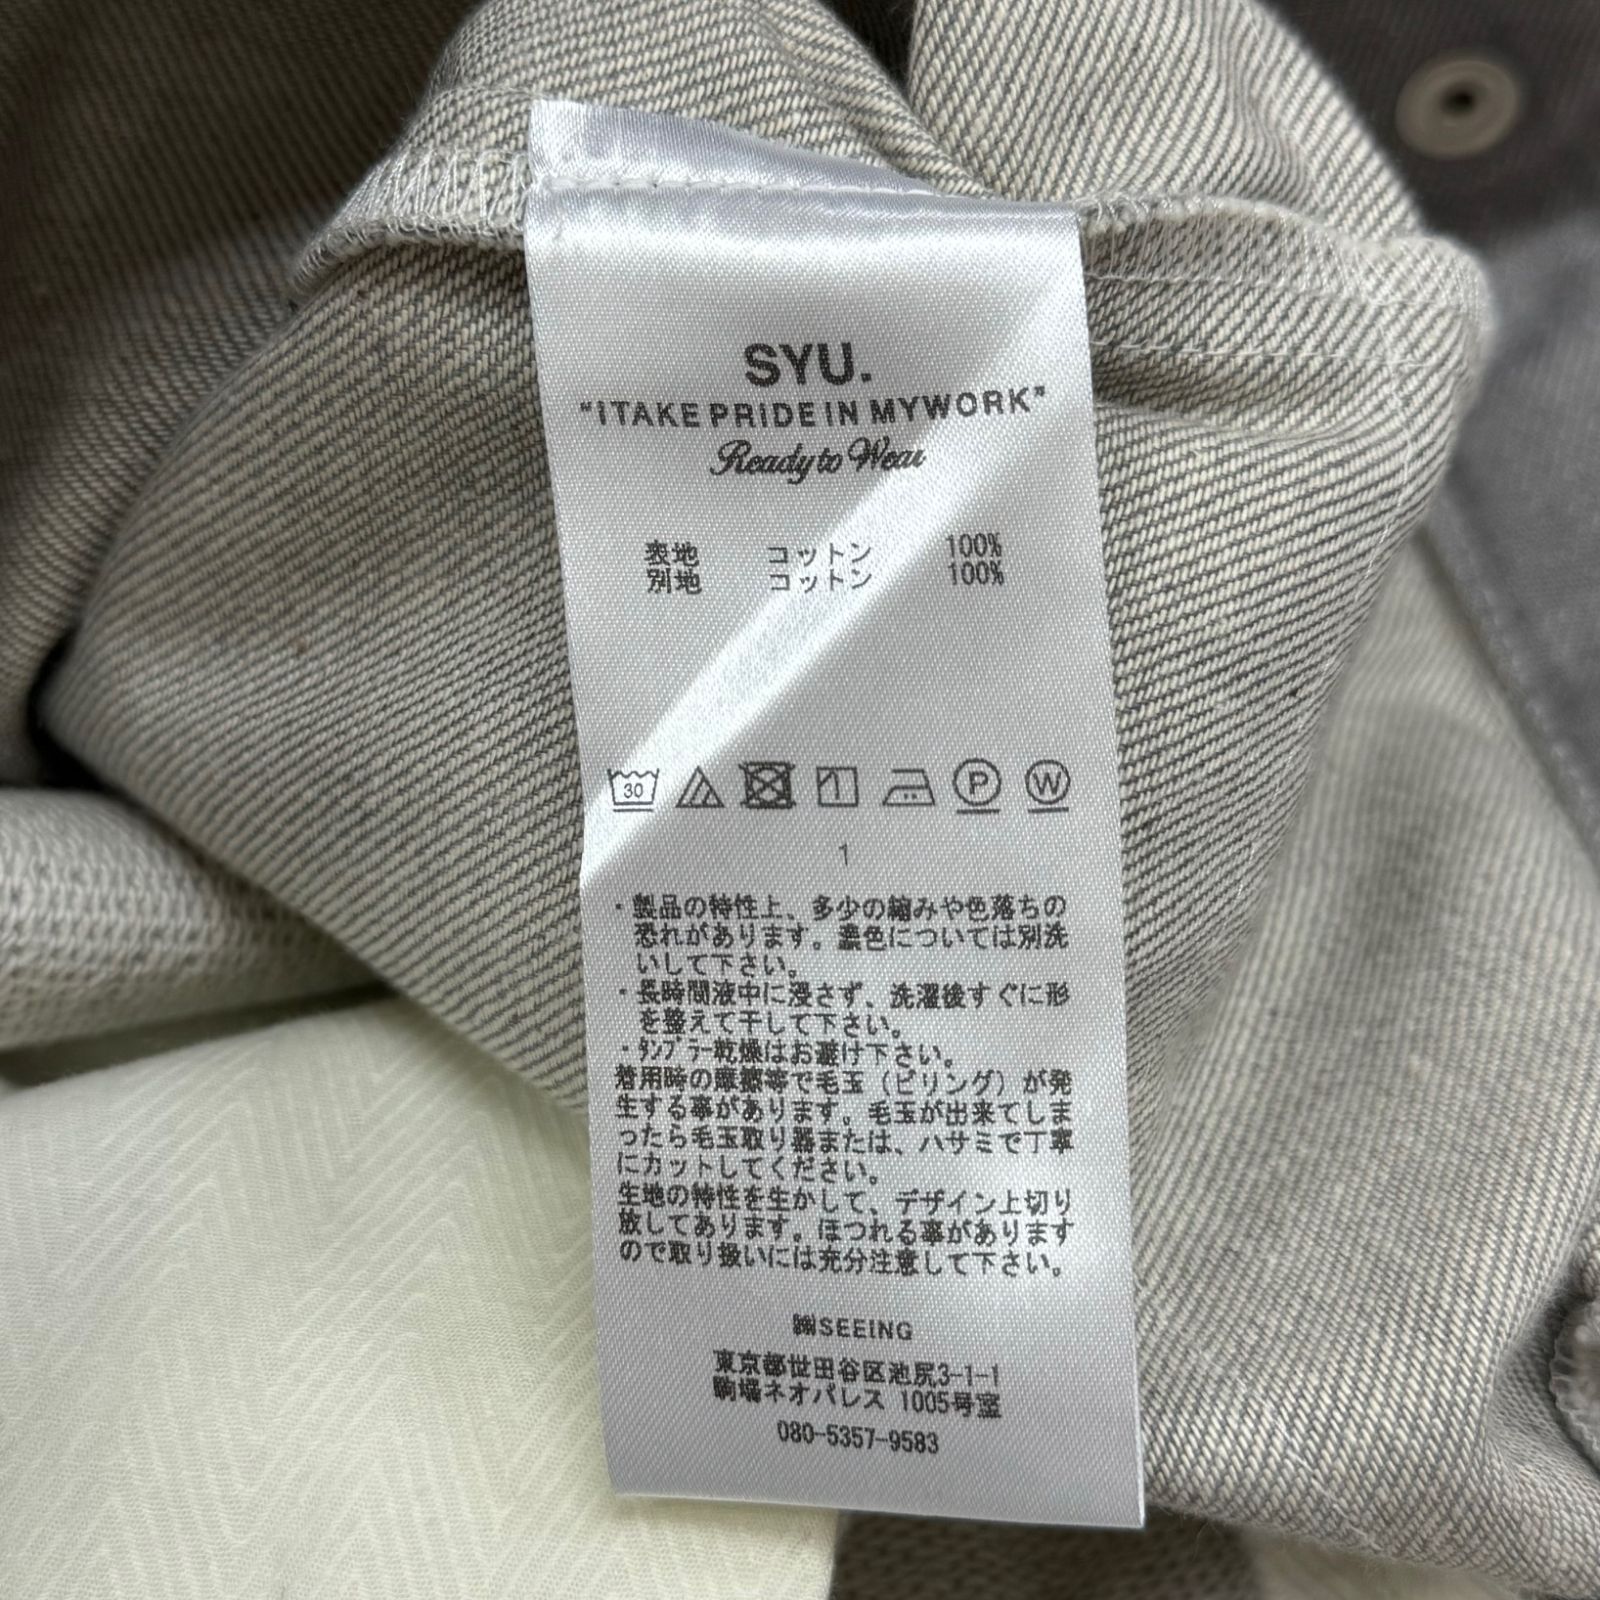 SYU.
"I TAKE PRIDE IN MY WORK"
Ready to Wear
表地 コットン 100%
別地 コットン 100%
30 P W
1
・製品の特性上、多少の縮みや色落ちの
恐れがあります。濃色については別洗
いして下さい。
・長時間液中に浸さず、洗濯後すぐに形
を整えて干して下さい。
・タンブラー乾燥はお避け下さい。
着用時の摩擦等で毛玉(ピリング)が発
生する事があります。毛玉が出来てしま
ったら毛玉取り器または、ハサミで丁寧
にカットしてください。
生地の特性を生かして、デザイン上切り
放してあります。ほつれる事があります
ので取り扱いには充分注意して下さい。
㈱SEEING
東京都世田谷区池尻3-1-1
駒場ネオパレス 1005号室
080-5357-9583